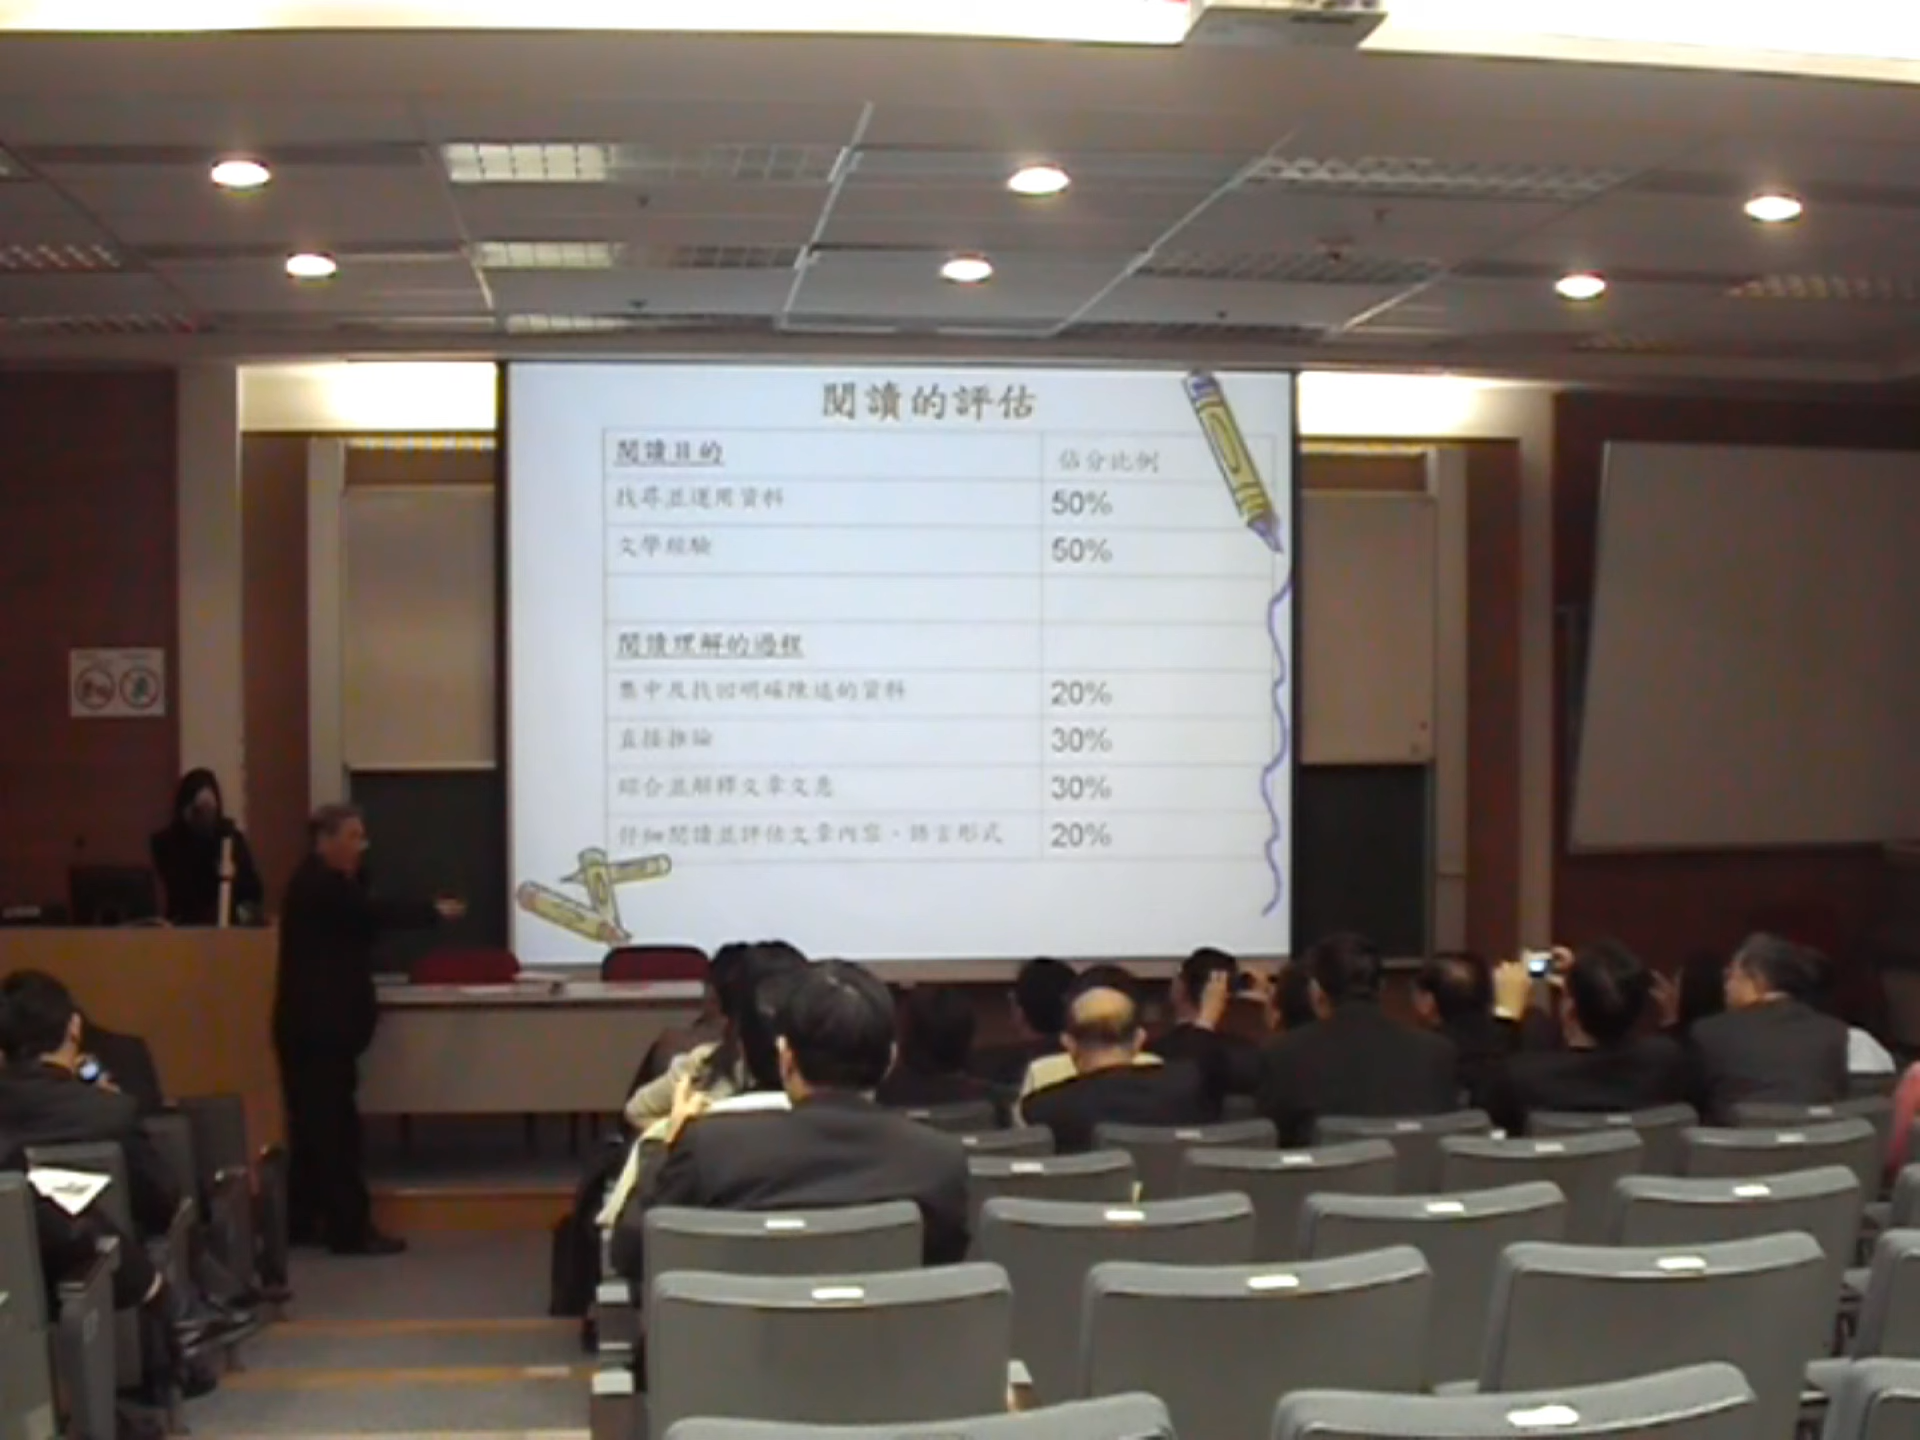 閱讀的評估
閱讀目的 佔分比例
找尋並運用資料 50%
文學經驗 50%
閱讀理解的過程
集中及找回明確陳述的資料 20%
直接推論 30%
綜合並解釋文章文意 30%
仔細閱讀並評估文章內容、語言形式 20%